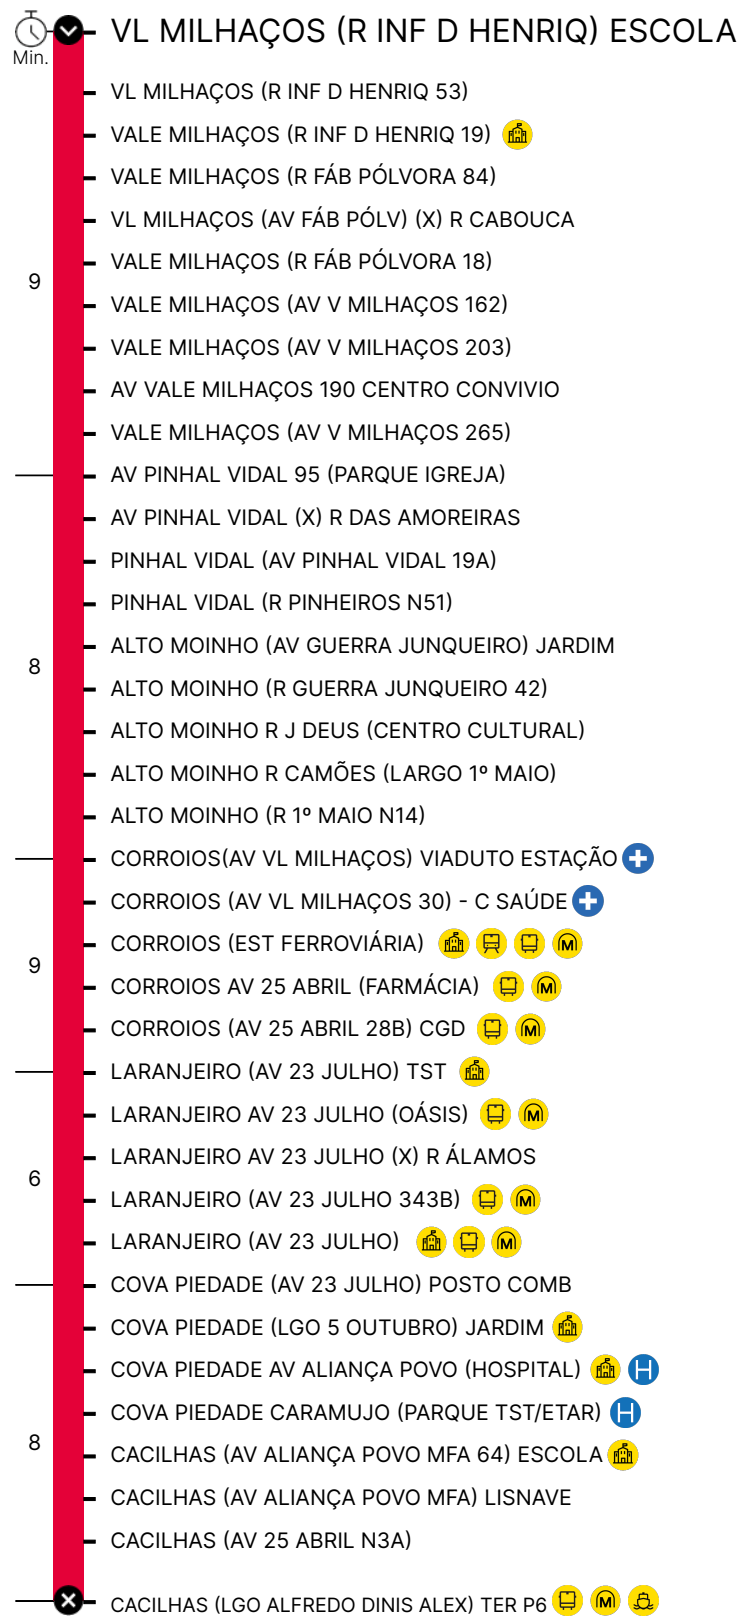 VL MILHAÇOS (R INF D HENRIQ) ESCOLA
Min.
VL MILHAÇOS (R INF D HENRIQ 53)
VALE MILHAÇOS (R INF D HENRIQ 19)
VALE MILHAÇOS (R FÁB PÓLVORA 84)
VL MILHAÇOS (AV FÁB PÓLV) (X) R CABOUCA
VALE MILHAÇOS (R FÁB PÓLVORA 18)
9
VALE MILHAÇOS (AV V MILHAÇOS 162)
VALE MILHAÇOS (AV V MILHAÇOS 203)
AV VALE MILHAÇOS 190 CENTRO CONVIVIO
VALE MILHAÇOS (AV V MILHAÇOS 265)
AV PINHAL VIDAL 95 (PARQUE IGREJA)
AV PINHAL VIDAL (X) R DAS AMOREIRAS
PINHAL VIDAL (AV PINHAL VIDAL 19A)
PINHAL VIDAL (R PINHEIROS N51)
ALTO MOINHO (AV GUERRA JUNQUEIRO) JARDIM
8
ALTO MOINHO (R GUERRA JUNQUEIRO 42)
ALTO MOINHO R J DEUS (CENTRO CULTURAL)
ALTO MOINHO R CAMÕES (LARGO 1º MAIO)
ALTO MOINHO (R 1º MAIO N14)
CORROIOS(AV VL MILHAÇOS) VIADUTO ESTAÇÃO
CORROIOS (AV VL MILHAÇOS 30) - C SAÚDE
CORROIOS (EST FERROVIÁRIA) M
9
CORROIOS AV 25 ABRIL (FARMÁCIA) M
CORROIOS (AV 25 ABRIL 28B) CGD M
LARANJEIRO (AV 23 JULHO) TST
LARANJEIRO AV 23 JULHO (OÁSIS) M
LARANJEIRO AV 23 JULHO (X) R ÁLAMOS
6
LARANJEIRO (AV 23 JULHO 343B) M
LARANJEIRO (AV 23 JULHO) M
COVA PIEDADE (AV 23 JULHO) POSTO COMB
COVA PIEDADE (LGO 5 OUTUBRO) JARDIM
COVA PIEDADE AV ALIANÇA POVO (HOSPITAL) H
COVA PIEDADE CARAMUJO (PARQUE TST/ETAR) H
8
CACILHAS (AV ALIANÇA POVO MFA 64) ESCOLA
CACILHAS (AV ALIANÇA POVO MFA) LISNAVE
CACILHAS (AV 25 ABRIL N3A)
CACILHAS (LGO ALFREDO DINIS ALEX) TER P6 M